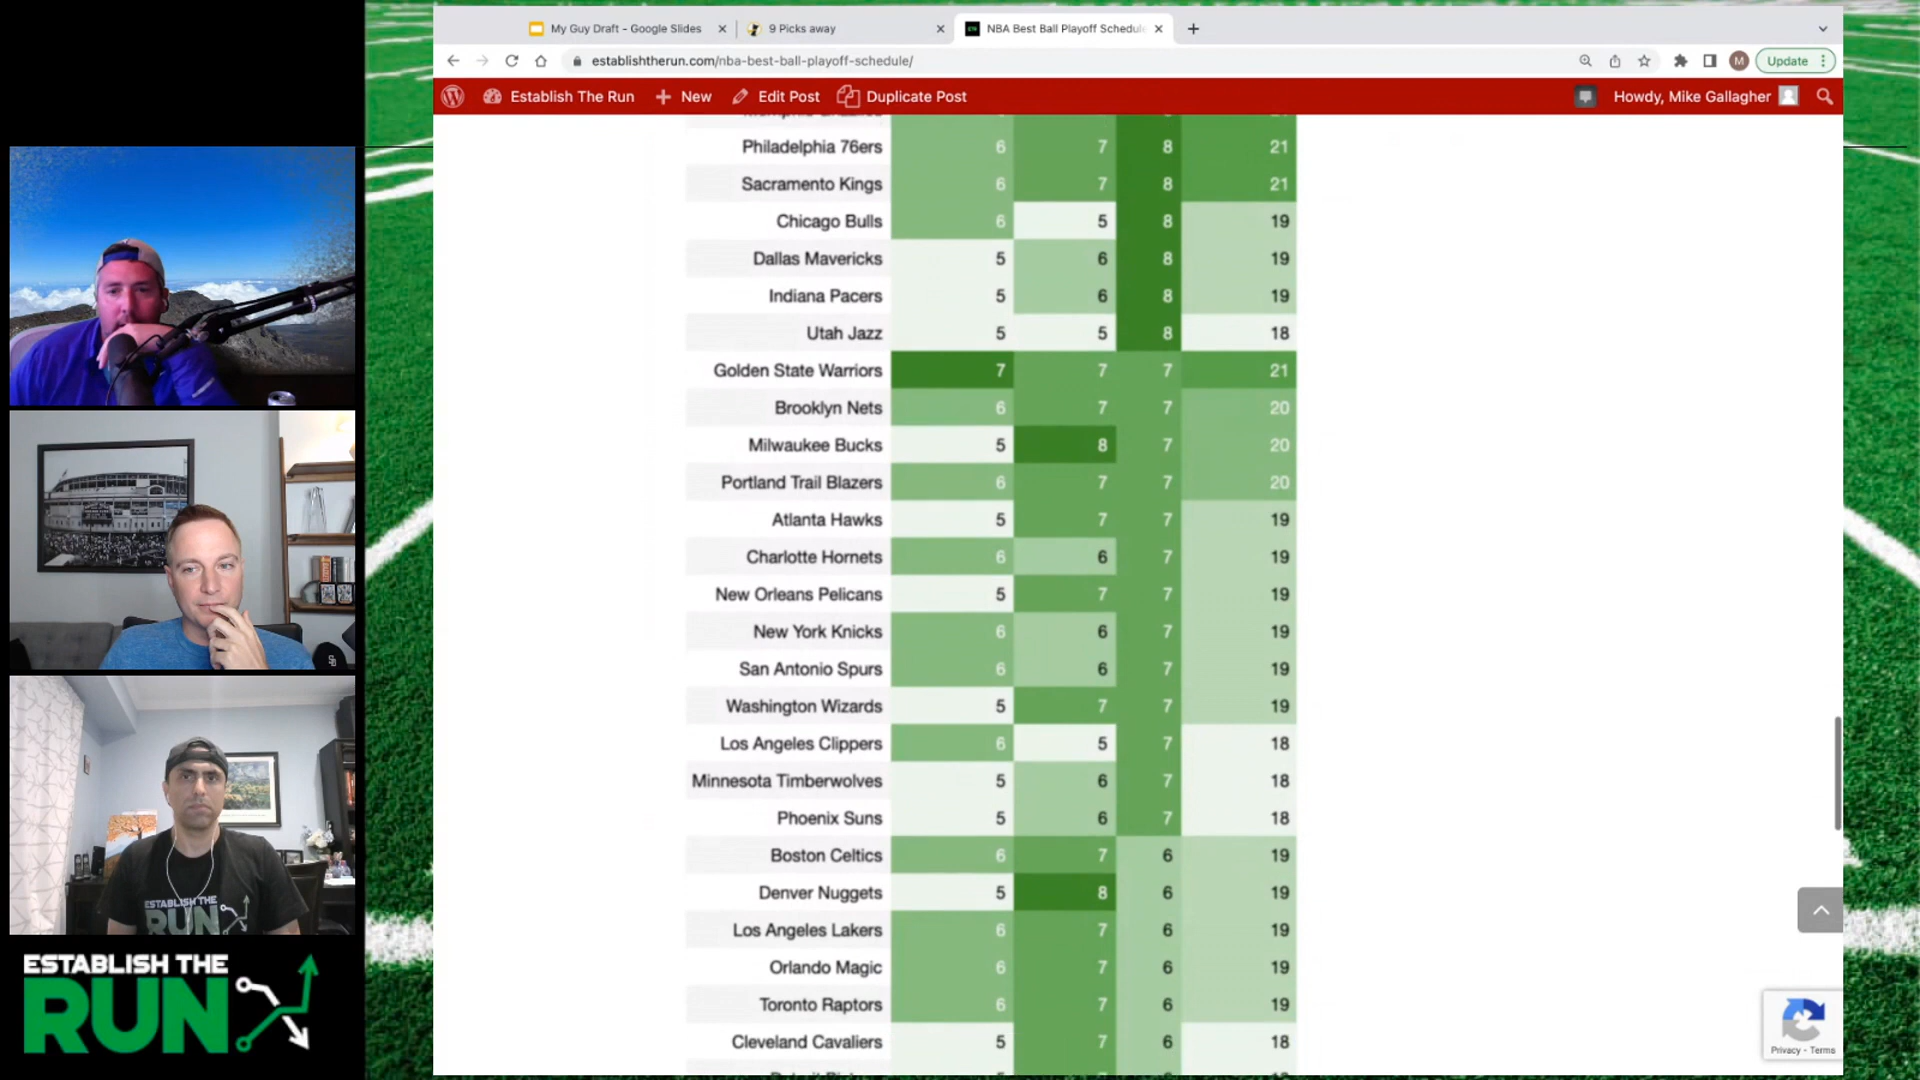 My Guy Draft - Google Slides
9 Picks away
NBA Best Ball Playoff Schedule
establishtherun.com/nba-best-ball-playoff-schedule/
M
Update
Establish The Run
New
Edit Post
Duplicate Post
Howdy, Mike Gallagher
Philadelphia 76ers 6 7 8 21
Sacramento Kings 6 7 8 21
Chicago Bulls 6 5 8 19
Dallas Mavericks 5 6 8 19
Indiana Pacers 5 6 8 19
Utah Jazz 5 5 8 18
Golden State Warriors 7 7 7 21
Brooklyn Nets 6 7 7 20
Milwaukee Bucks 5 8 7 20
Portland Trail Blazers 6 7 7 20
Atlanta Hawks 5 7 7 19
Charlotte Hornets 6 6 7 19
New Orleans Pelicans 5 7 7 19
New York Knicks 6 6 7 19
San Antonio Spurs 6 6 7 19
Washington Wizards 5 7 7 19
Los Angeles Clippers 6 5 7 18
Minnesota Timberwolves 5 6 7 18
Phoenix Suns 5 6 7 18
Boston Celtics 6 7 6 19
Denver Nuggets 5 8 6 19
Los Angeles Lakers 6 7 6 19
Orlando Magic 6 7 6 19
Toronto Raptors 6 7 6 19
Cleveland Cavaliers 5 7 6 18
Privacy - Terms
ESTABLISH THE
RUN
ESTABLISH THE
RUN